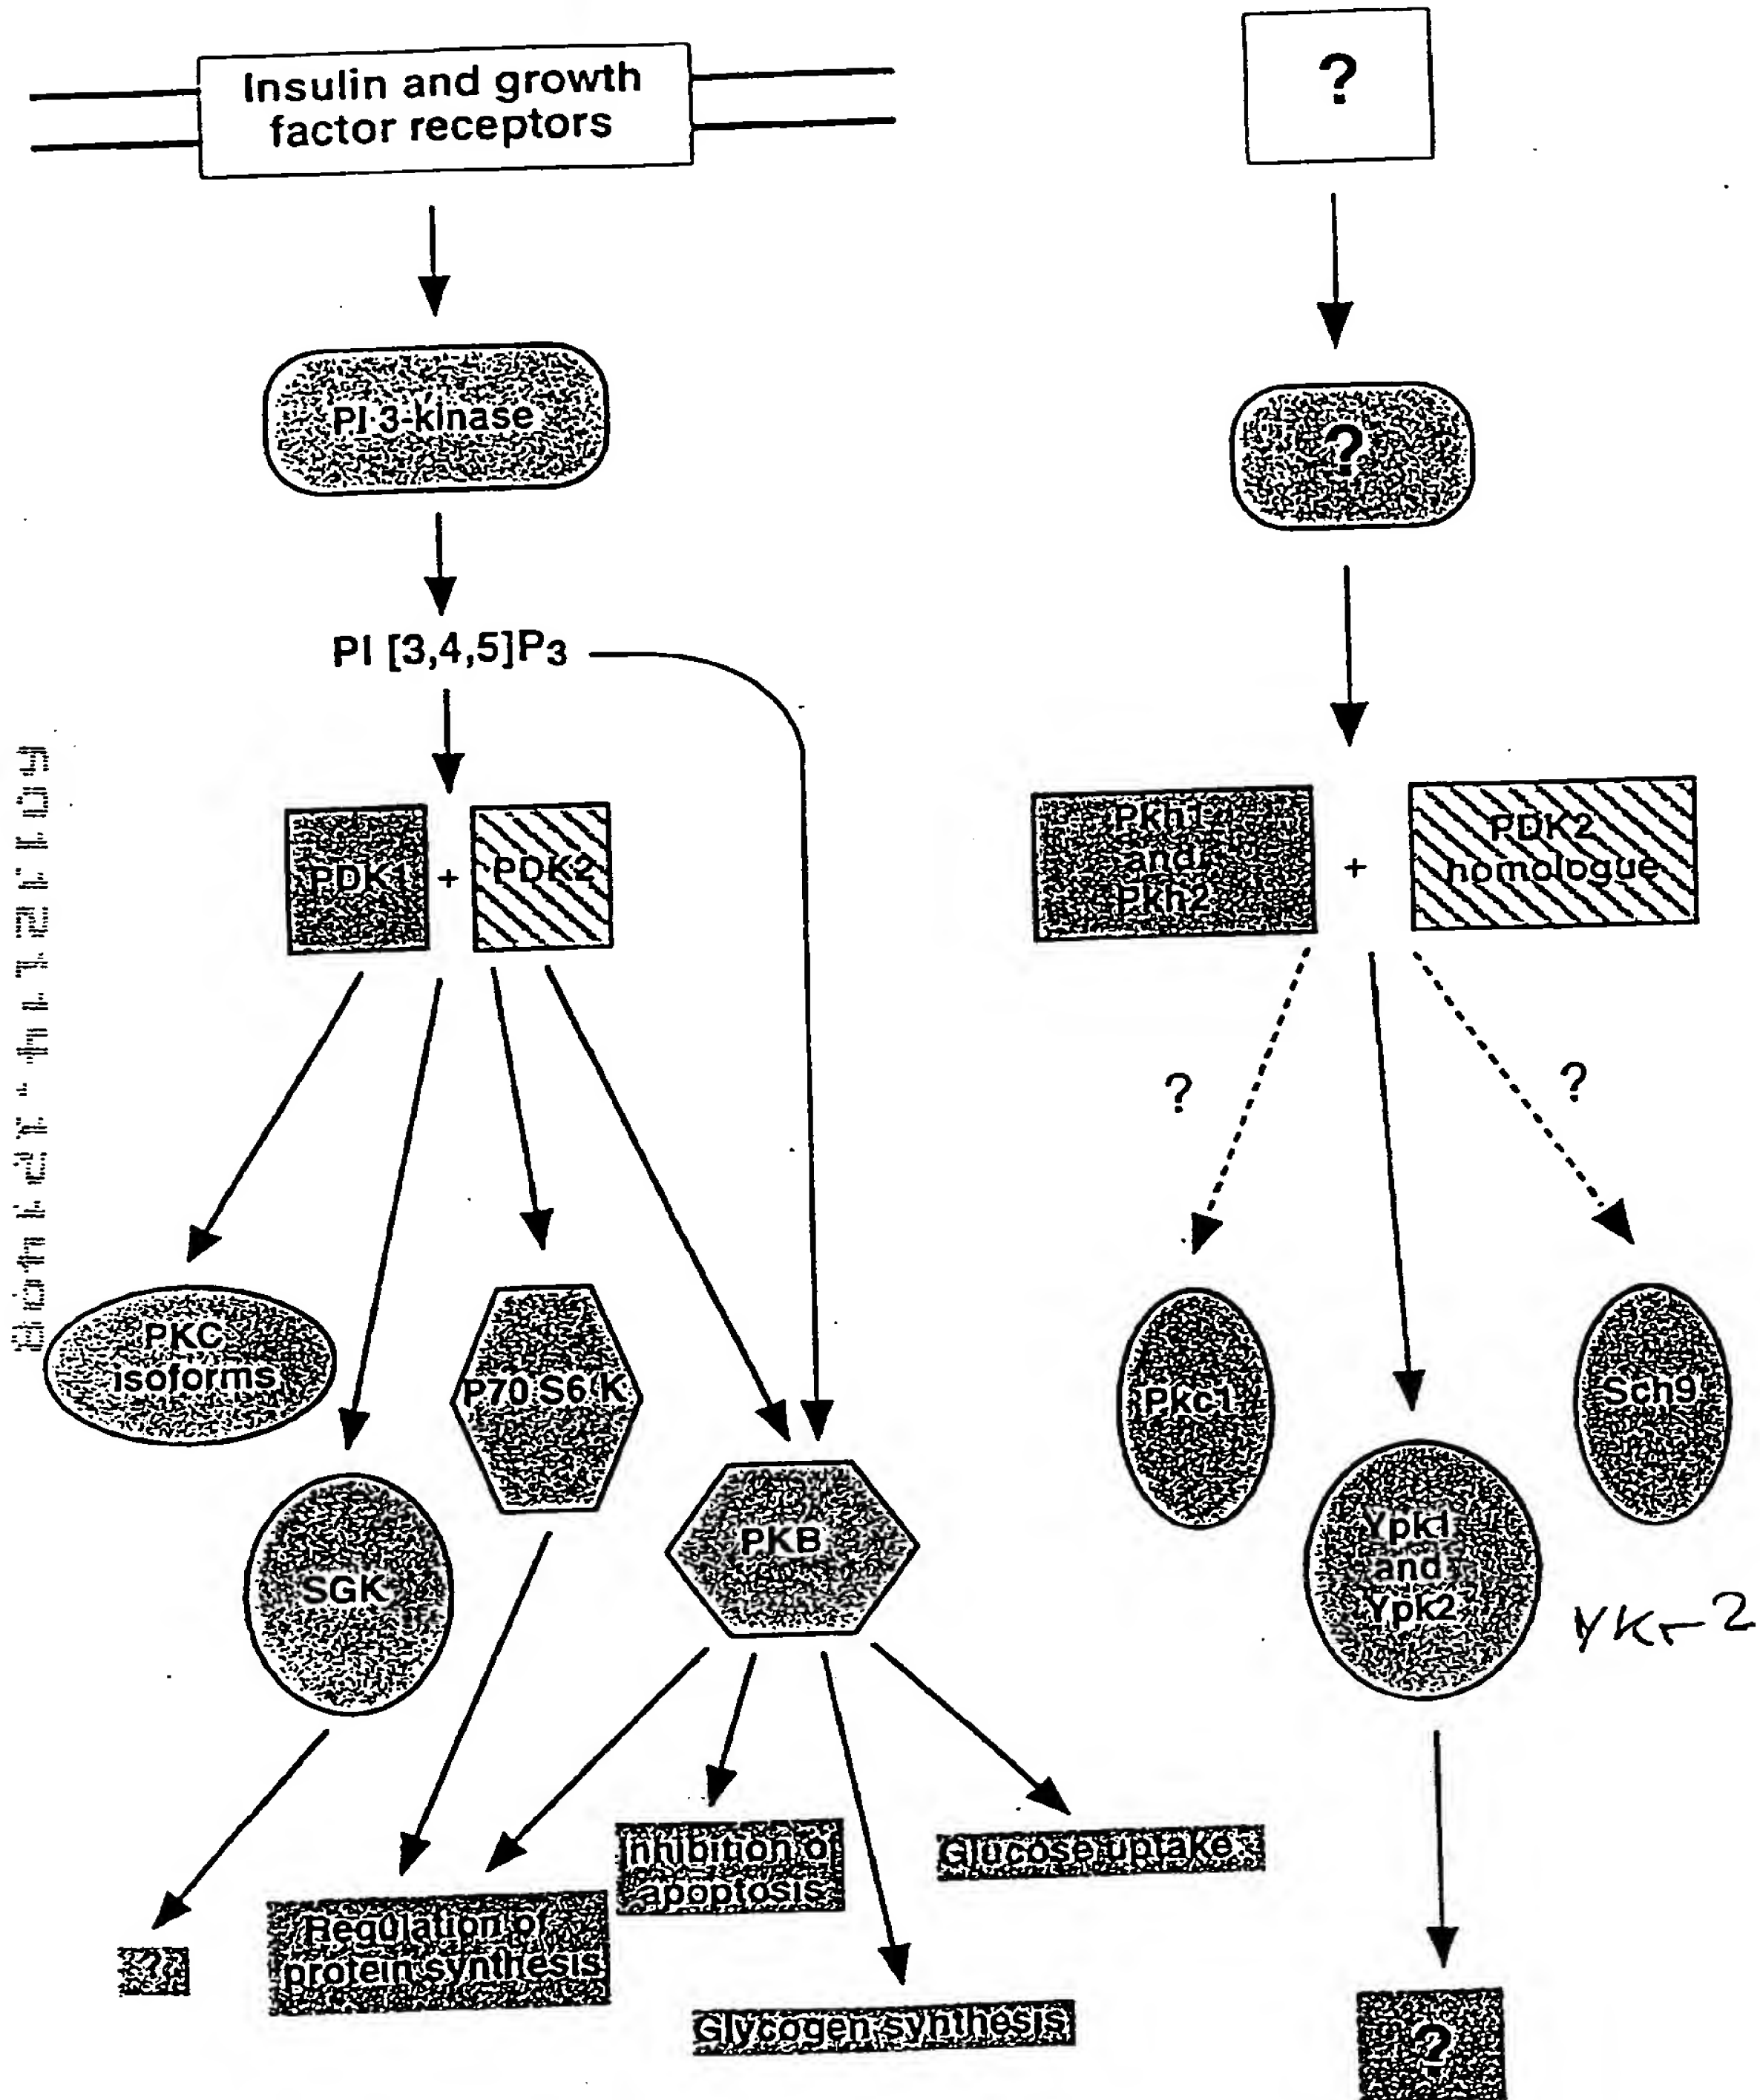 Insulin and growth
factor receptors
PI 3-kinase
PI [3,4,5]P3
PDK1
+
PDK2
PKC
isoforms
SGK
P70 S6 K
PKB
?
Regulation of
protein synthesis
Inhibition of
apoptosis
Glycogen synthesis
Glucose uptake
?
?
Pkh1
and
Pkh2
+
PDK2
homologue
?
?
Pkc1
Ypk1
and
Ypk2
Sch9
YKr2
?